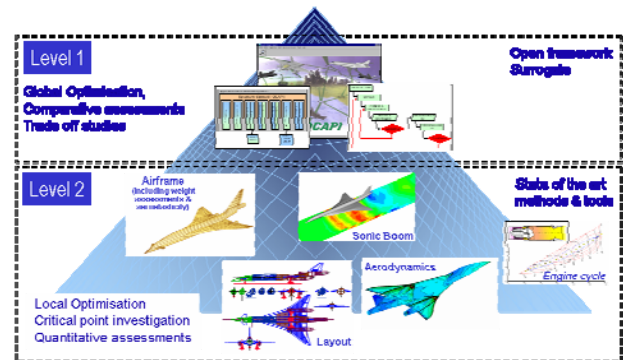 Level 1
Open framework
Surrogate
Global Optimisation,
Comparative assessments
Trade off studies
Level 2
Airframe
(including weight
assessments &
aeroelasticity)
State of the art
methods & tools
Sonic Boom
Aerodynamics
Engine cycle
Local Optimisation
Critical point investigation
Quantitative assessments
Layout